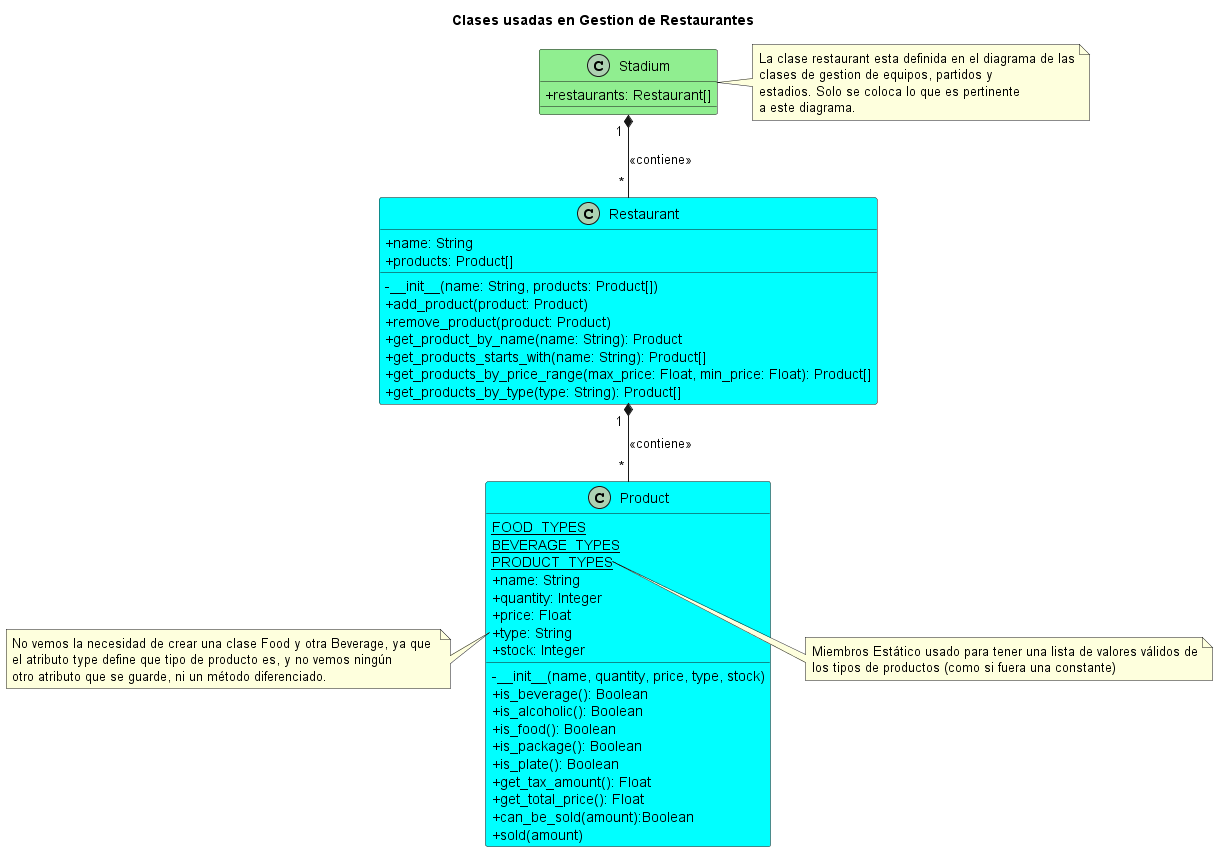 Clases usadas en Gestion de Restaurantes
C Stadium
+restaurants: Restaurant[]
La clase restaurant esta definida en el diagrama de las
clases de gestion de equipos, partidos y
estadios. Solo se coloca lo que es pertinente
a este diagrama.
1
«contiene»
*
C Restaurant
+name: String
+products: Product[]
-__init__(name: String, products: Product[])
+add_product(product: Product)
+remove_product(product: Product)
+get_product_by_name(name: String): Product
+get_products_starts_with(name: String): Product[]
+get_products_by_price_range(max_price: Float, min_price: Float): Product[]
+get_products_by_type(type: String): Product[]
1
«contiene»
*
C Product
FOOD_TYPES
BEVERAGE_TYPES
PRODUCT_TYPES
+name: String
+quantity: Integer
+price: Float
+type: String
+stock: Integer
-__init__(name, quantity, price, type, stock)
+is_beverage(): Boolean
+is_alcoholic(): Boolean
+is_food(): Boolean
+is_package(): Boolean
+is_plate(): Boolean
+get_tax_amount(): Float
+get_total_price(): Float
+can_be_sold(amount):Boolean
+sold(amount)
No vemos la necesidad de crear una clase Food y otra Beverage, ya que
el atributo type define que tipo de producto es, y no vemos ningún
otro atributo que se guarde, ni un método diferenciado.
Miembros Estático usado para tener una lista de valores válidos de
los tipos de productos (como si fuera una constante)